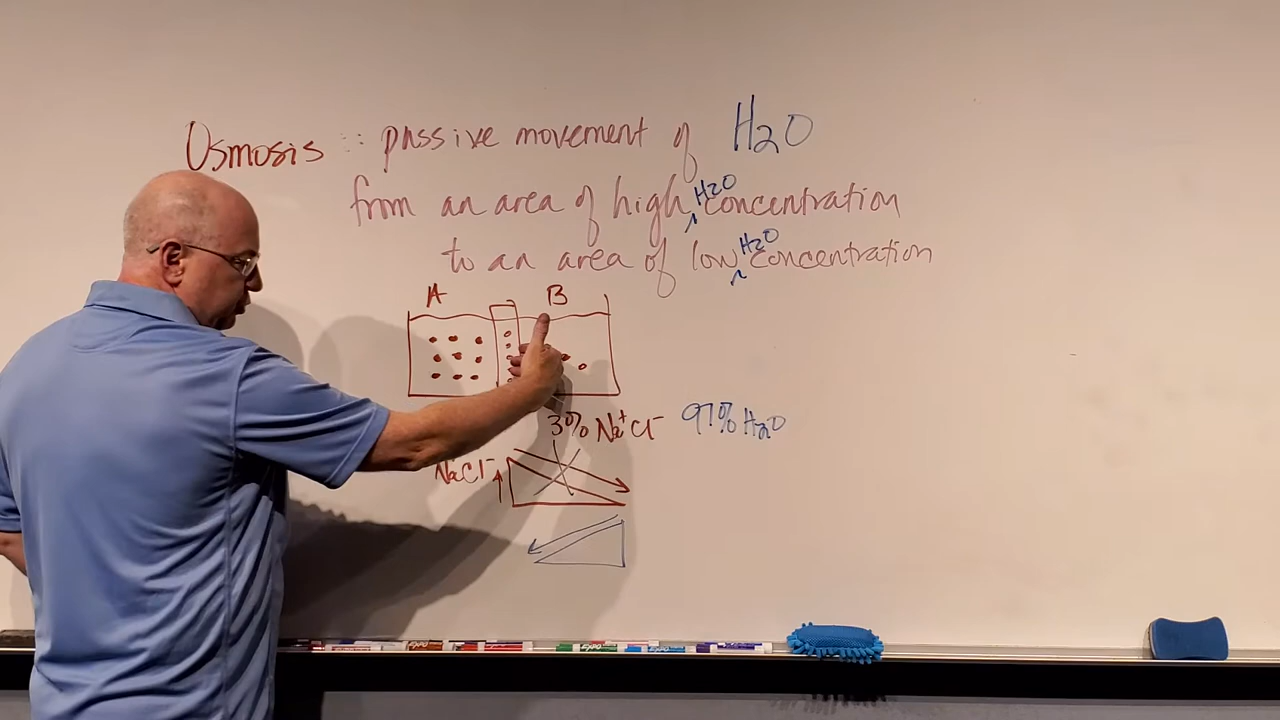 Osmosis :: passive movement of H2O
from an area of high H2O concentration
to an area of low H2O concentration
A B
3% Na+Cl- 97% H2O
NaCl-
EXPO